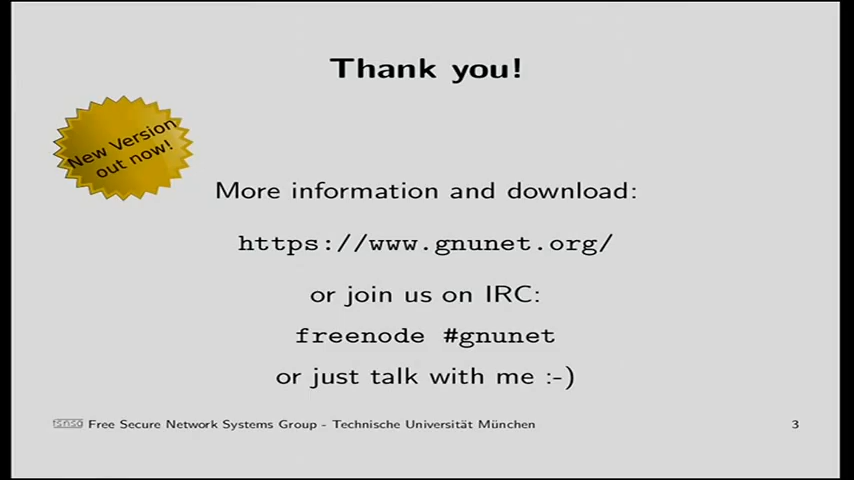 Thank you!
New Version
out now!
More information and download:
https://www.gnunet.org/
or join us on IRC:
freenode #gnunet
or just talk with me :-)
Free Secure Network Systems Group - Technische Universität München
3